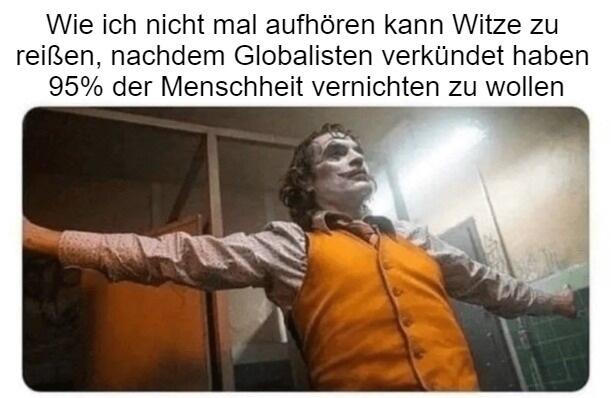 Wie ich nicht mal aufhören kann Witze zu
reißen, nachdem Globalisten verkündet haben
95% der Menschheit vernichten zu wollen